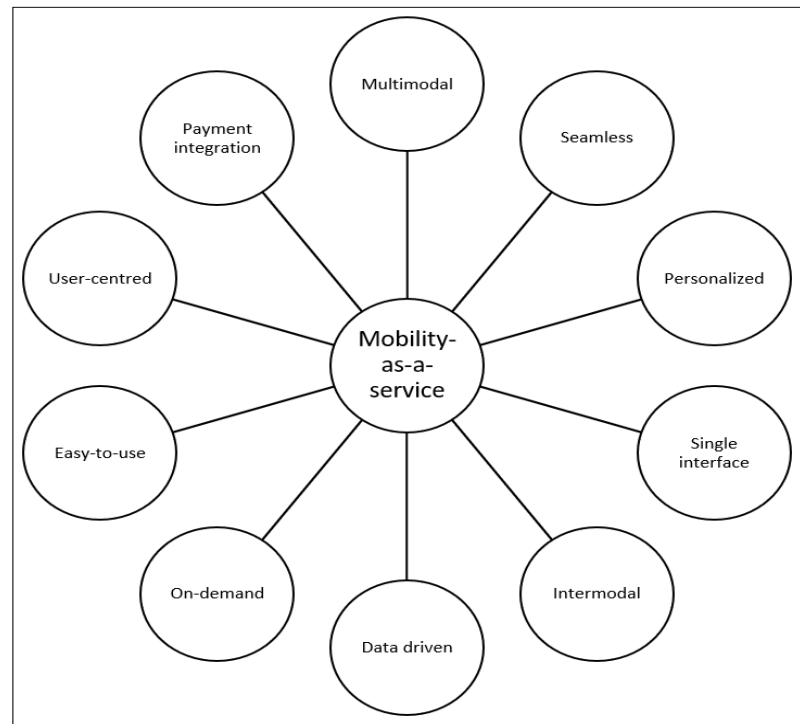 Multimodal
Payment
integration
Seamless
User-centred
Personalized
Mobility-
as-a-
service
Easy-to-use
Single
interface
On-demand
Intermodal
Data driven